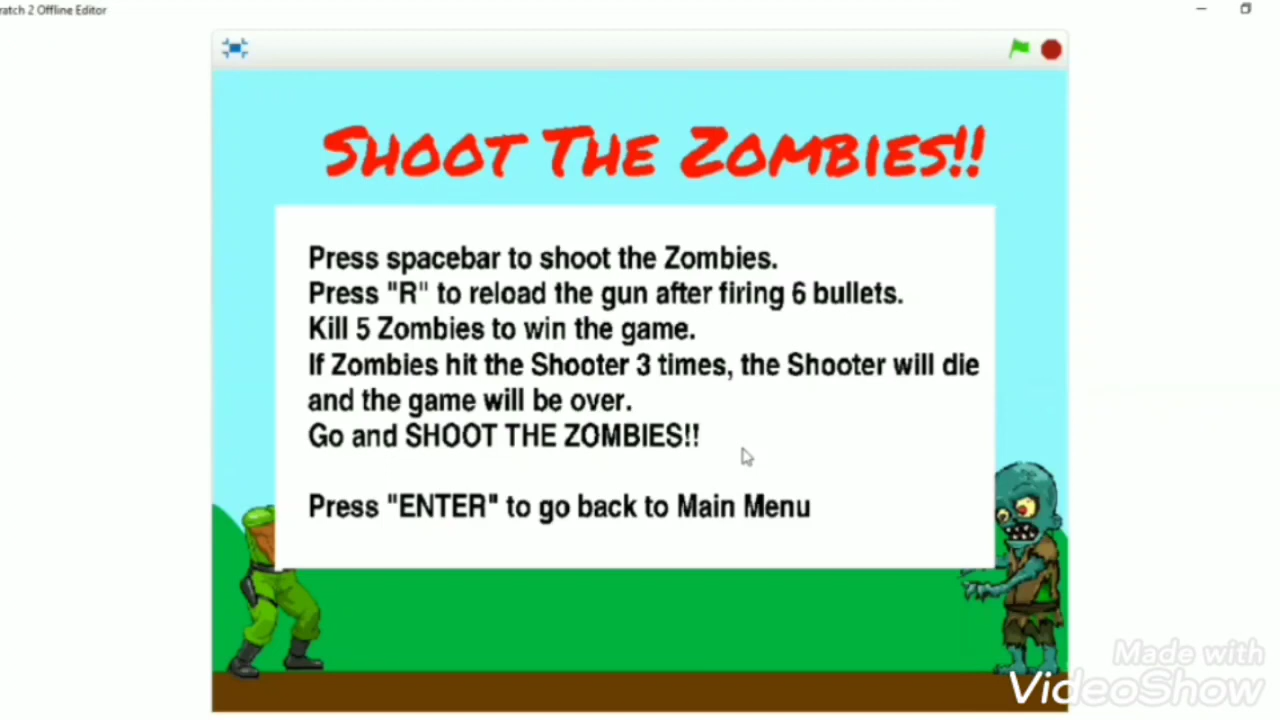 ratch 2 Offline Editor
SHOOT THE ZOMBIES!!
Press spacebar to shoot the Zombies.
Press "R" to reload the gun after firing 6 bullets.
Kill 5 Zombies to win the game.
If Zombies hit the Shooter 3 times, the Shooter will die
and the game will be over.
Go and SHOOT THE ZOMBIES!!
Press "ENTER" to go back to Main Menu
Made with
VideoShow